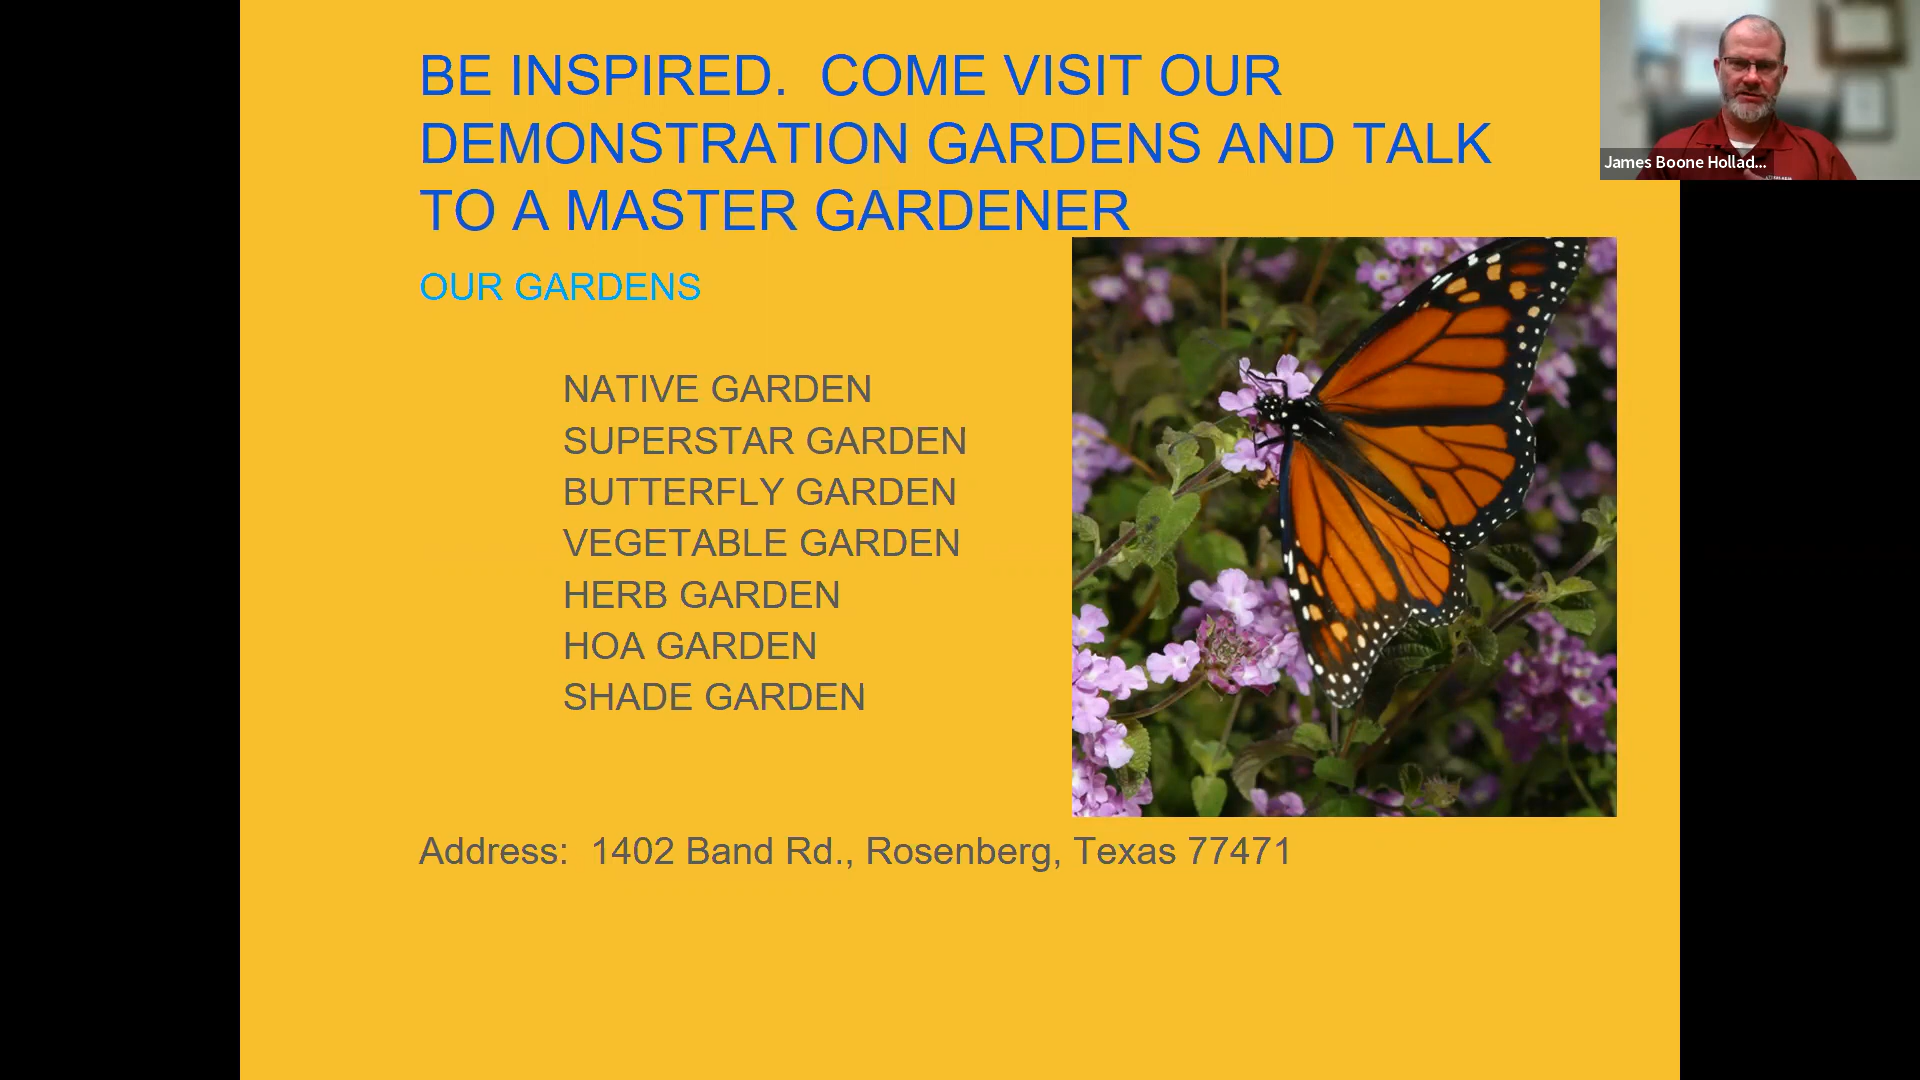 BE INSPIRED.  COME VISIT OUR
DEMONSTRATION GARDENS AND TALK
TO A MASTER GARDENER
OUR GARDENS
NATIVE GARDEN
SUPERSTAR GARDEN
BUTTERFLY GARDEN
VEGETABLE GARDEN
HERB GARDEN
HOA GARDEN
SHADE GARDEN
Address:  1402 Band Rd., Rosenberg, Texas 77471
James Boone Hollad...